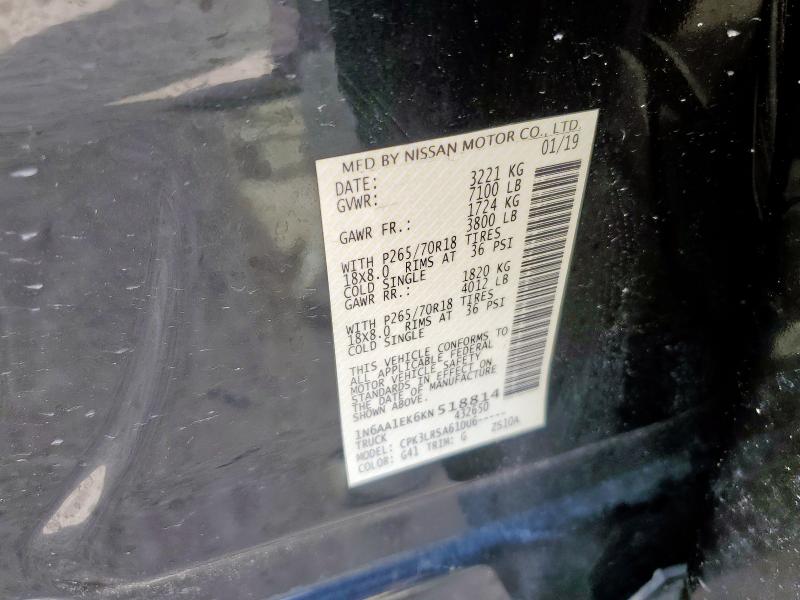 MFD BY NISSAN MOTOR CO., LTD.
DATE: 01/19
GVWR: 3221 KG
7100 LB
GAWR FR.: 1724 KG
3800 LB
WITH P265/70R18 TIRES
18X8.0 RIMS AT 36 PSI
COLD SINGLE
GAWR RR.: 1820 KG
4012 LB
WITH P265/70R18 TIRES
18X8.0 RIMS AT 36 PSI
COLD SINGLE
THIS VEHICLE CONFORMS TO
ALL APPLICABLE FEDERAL
MOTOR VEHICLE SAFETY
STANDARDS IN EFFECT ON
THE DATE OF MANUFACTURE
SHOWN ABOVE.
1N6AA1EK6KN518814
TRUCK 432650
MODEL: CPK3LR5A61DU6-----
COLOR: G41 TRIM: G ZS10A